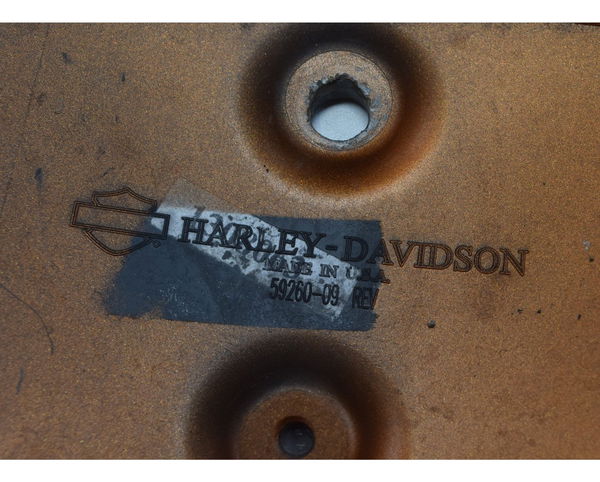 HARLEY-DAVIDSON
MADE IN U.S.A.
59260-09 REV